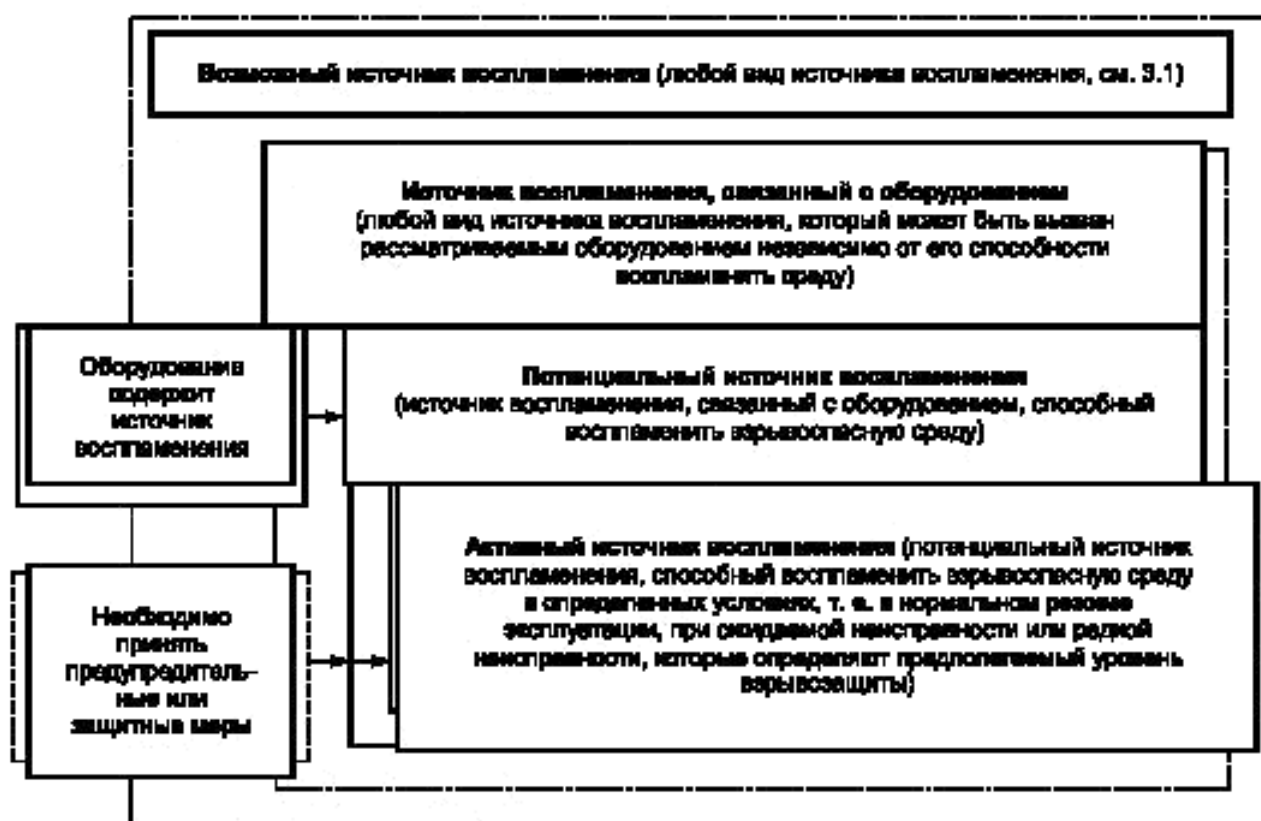 Возможный источник воспламенения (любой вид источника воспламенения, см. 3.1)
Источник воспламенения, связанный с оборудованием
(любой вид источника воспламенения, который может быть вызван
рассматриваемым оборудованием независимо от его способности
воспламенять среду)
Оборудование
содержит
источник
воспламенения
Потенциальный источник воспламенения
(источник воспламенения, связанный с оборудованием, способный
воспламенить взрывоопасную среду)
Активный источник воспламенения (потенциальный источник
воспламенения, способный воспламенить взрывоопасную среду
в определенных условиях, т. е. в нормальном режиме
эксплуатации, при ожидаемой неисправности или редкой
неисправности, которые определяют предполагаемый уровень
взрывозащиты)
Необходимо
принять
предупредитель-
ные или
защитные меры